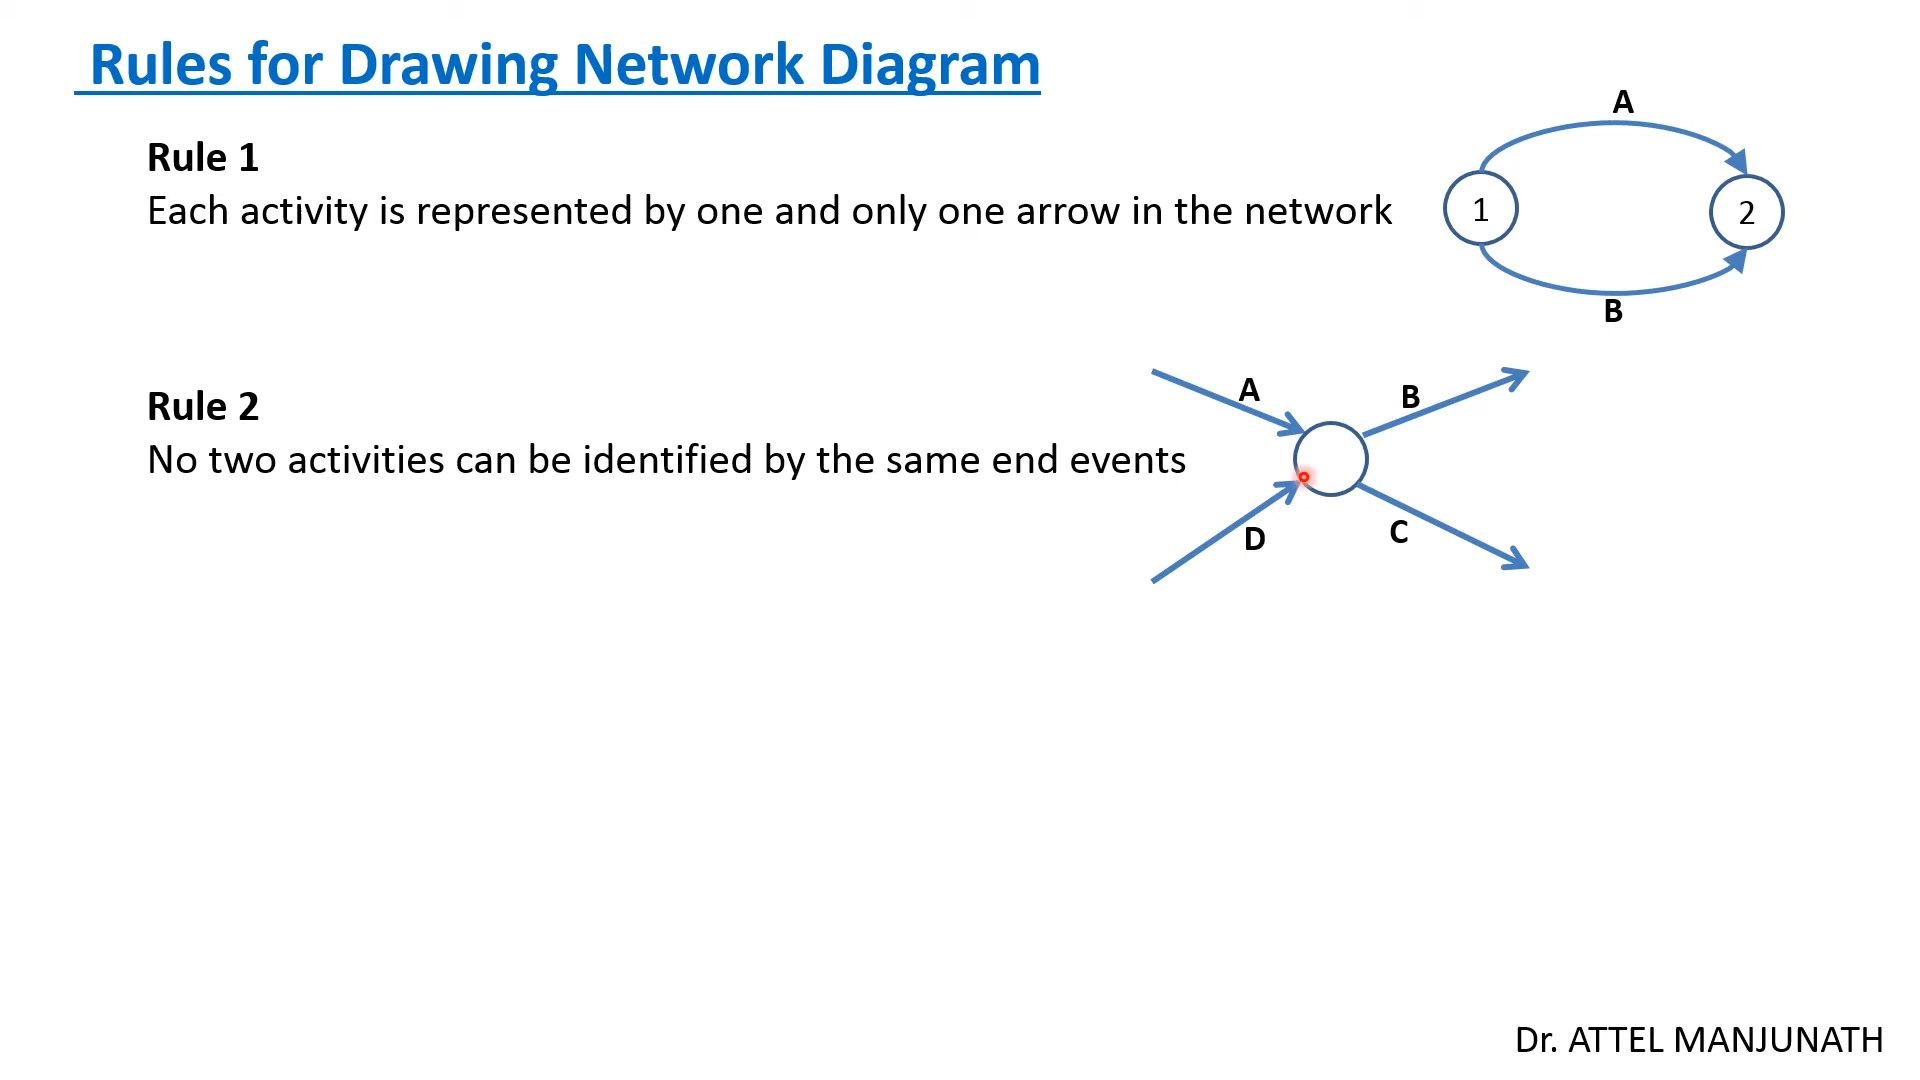 Rules for Drawing Network Diagram
Rule 1
Each activity is represented by one and only one arrow in the network
A
1
2
B
Rule 2
No two activities can be identified by the same end events
A
B
D
C
Dr. ATTEL MANJUNATH